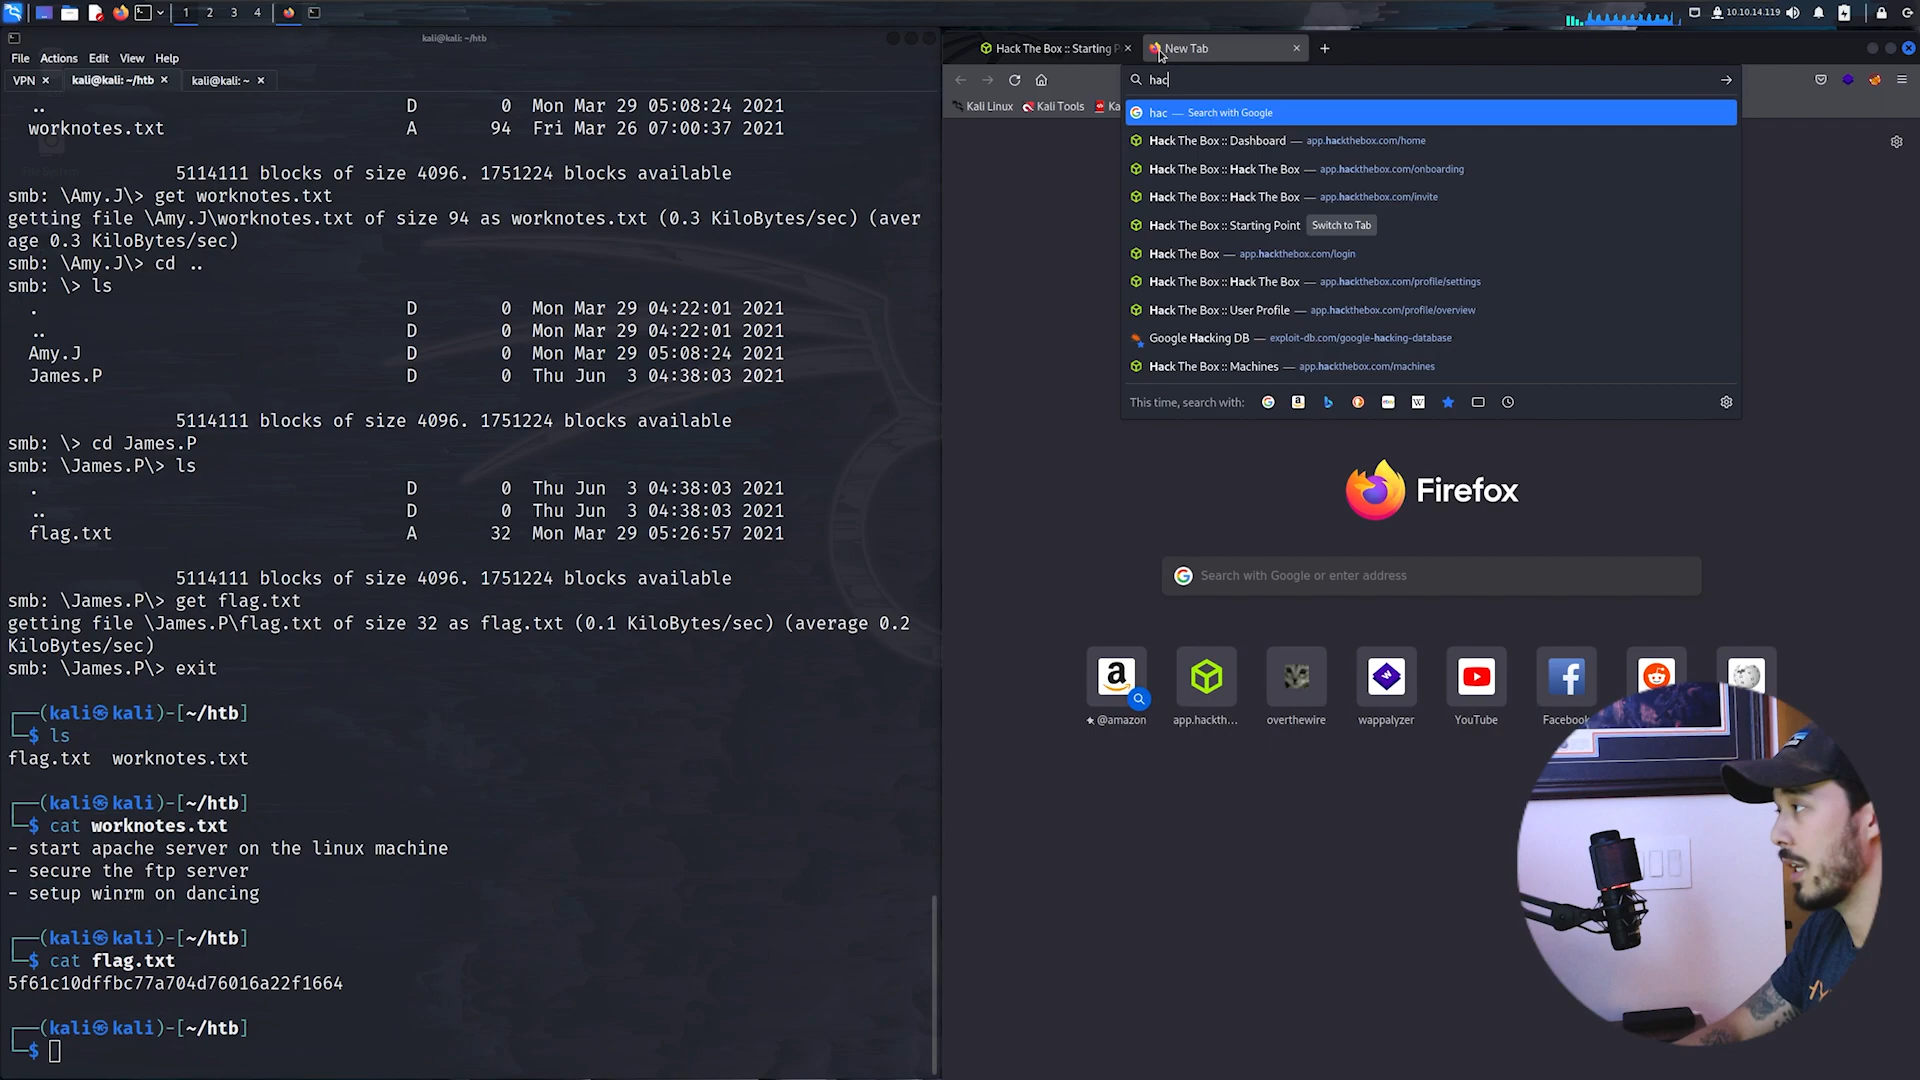 1 2 3 4
10.10.14.119
kali@kali: ~/htb
File Actions Edit View Help
VPN kali@kali: ~/htb kali@kali: ~
.. D 0 Mon Mar 29 05:08:24 2021
worknotes.txt A 94 Fri Mar 26 07:00:37 2021
5114111 blocks of size 4096. 1751224 blocks available
smb: \Amy.J\> get worknotes.txt
getting file \Amy.J\worknotes.txt of size 94 as worknotes.txt (0.3 KiloBytes/sec) (aver
age 0.3 KiloBytes/sec)
smb: \Amy.J\> cd ..
smb: \> ls
. D 0 Mon Mar 29 04:22:01 2021
.. D 0 Mon Mar 29 04:22:01 2021
Amy.J D 0 Mon Mar 29 05:08:24 2021
James.P D 0 Thu Jun 3 04:38:03 2021
5114111 blocks of size 4096. 1751224 blocks available
smb: \> cd James.P
smb: \James.P\> ls
. D 0 Thu Jun 3 04:38:03 2021
.. D 0 Thu Jun 3 04:38:03 2021
flag.txt A 32 Mon Mar 29 05:26:57 2021
5114111 blocks of size 4096. 1751224 blocks available
smb: \James.P\> get flag.txt
getting file \James.P\flag.txt of size 32 as flag.txt (0.1 KiloBytes/sec) (average 0.2
KiloBytes/sec)
smb: \James.P\> exit
┌──(kali㉿kali)-[~/htb]
└─$ ls
flag.txt worknotes.txt
┌──(kali㉿kali)-[~/htb]
└─$ cat worknotes.txt
- start apache server on the linux machine
- secure the ftp server
- setup winrm on dancing
┌──(kali㉿kali)-[~/htb]
└─$ cat flag.txt
5f61c10dffbc77a704d76016a22f1664
┌──(kali㉿kali)-[~/htb]
└─$
Hack The Box :: Starting P New Tab
hac
Kali Linux Kali Tools Ka
hac — Search with Google
Hack The Box :: Dashboard — app.hackthebox.com/home
Hack The Box :: Hack The Box — app.hackthebox.com/onboarding
Hack The Box :: Hack The Box — app.hackthebox.com/invite
Hack The Box :: Starting Point Switch to Tab
Hack The Box — app.hackthebox.com/login
Hack The Box :: Hack The Box — app.hackthebox.com/profile/settings
Hack The Box :: User Profile — app.hackthebox.com/profile/overview
Google Hacking DB — exploit-db.com/google-hacking-database
Hack The Box :: Machines — app.hackthebox.com/machines
This time, search with:
Firefox
Search with Google or enter address
@amazon app.hackth... overthewire wappalyzer YouTube Facebook